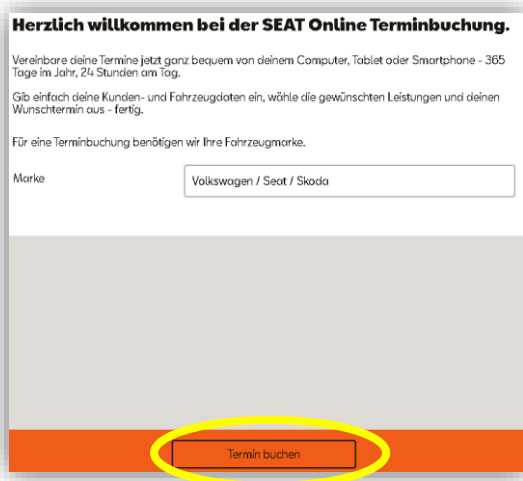 Herzlich willkommen bei der SEAT Online Terminbuchung.
Vereinbare deine Termine jetzt ganz bequem von deinem Computer, Tablet oder Smartphone - 365
Tage im Jahr, 24 Stunden am Tag.
Gib einfach deine Kunden- und Fahrzeugdaten ein, wähle die gewünschten Leistungen und deinen
Wunschtermin aus - fertig.
Für eine Terminbuchung benötigen wir Ihre Fahrzeugmarke.
Marke Volkswagen / Seat / Skoda
Termin buchen